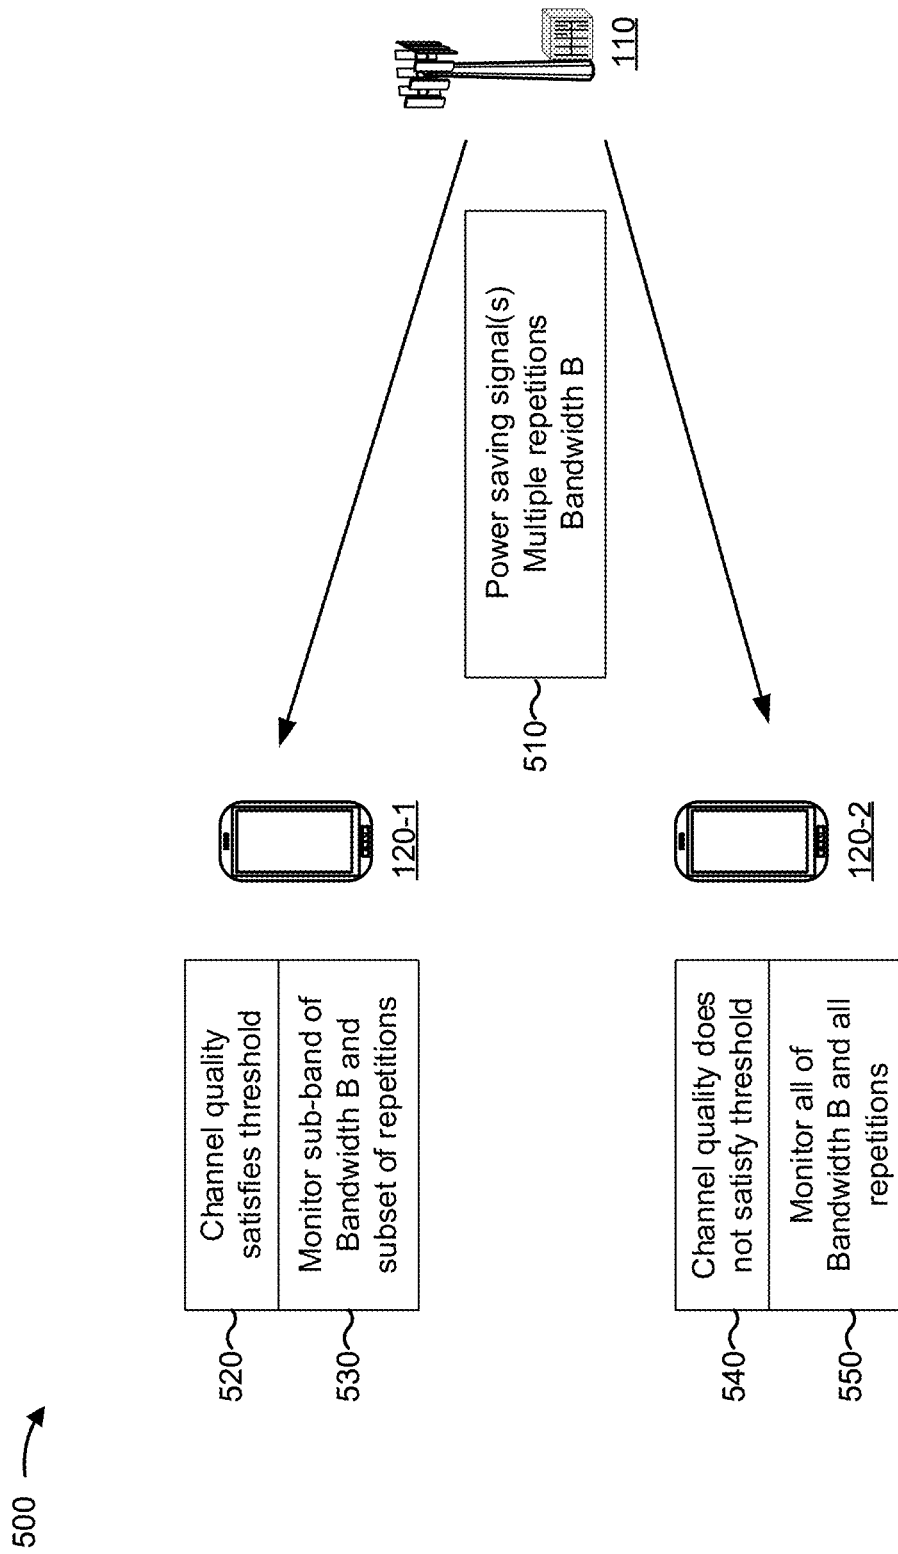 500
520
Channel quality
satisfies threshold
530
Monitor sub-band of
Bandwidth B and
subset of repetitions
120-1
510
Power saving signal(s)
Multiple repetitions
Bandwidth B
110
540
Channel quality does
not satisfy threshold
550
Monitor all of
Bandwidth B and all
repetitions
120-2